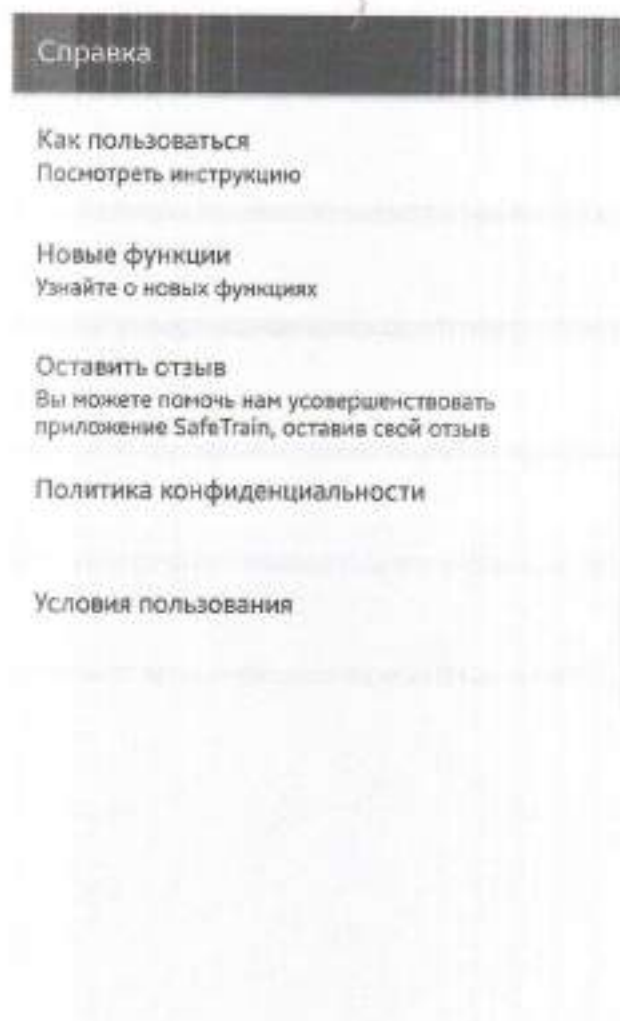 Справка
Как пользоваться
Посмотреть инструкцию
Новые функции
Узнайте о новых функциях
Оставить отзыв
Вы можете помочь нам усовершенствовать
приложение SafeTrain, оставив свой отзыв
Политика конфиденциальности
Условия пользования